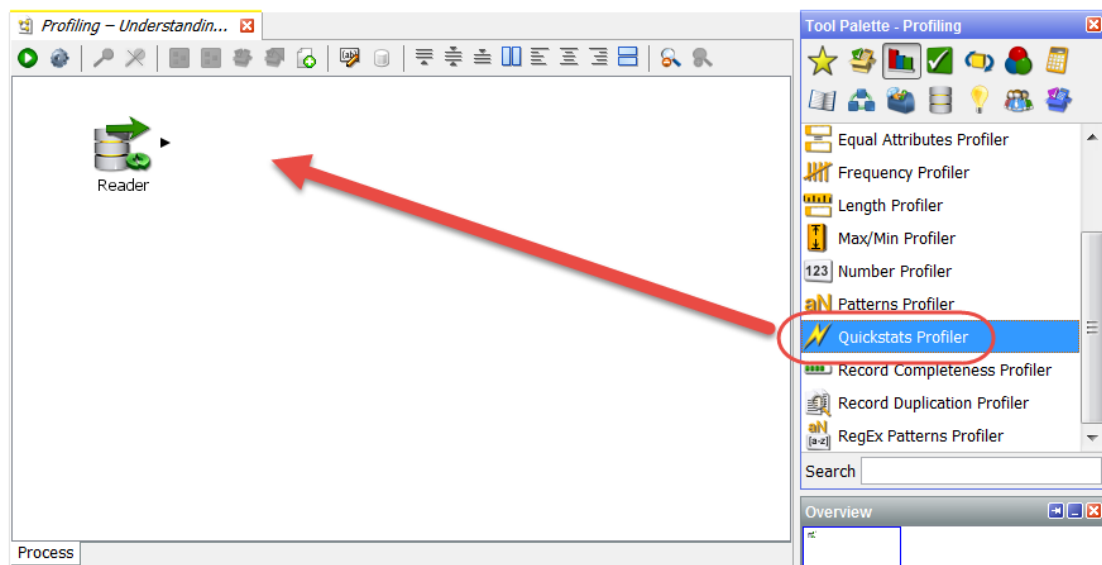 Profiling – Understandin...
Reader
Process
Tool Palette - Profiling
Equal Attributes Profiler
Frequency Profiler
Length Profiler
Max/Min Profiler
123 Number Profiler
aN Patterns Profiler
Quickstats Profiler
Record Completeness Profiler
Record Duplication Profiler
aN
[a-z] RegEx Patterns Profiler
Search
Overview